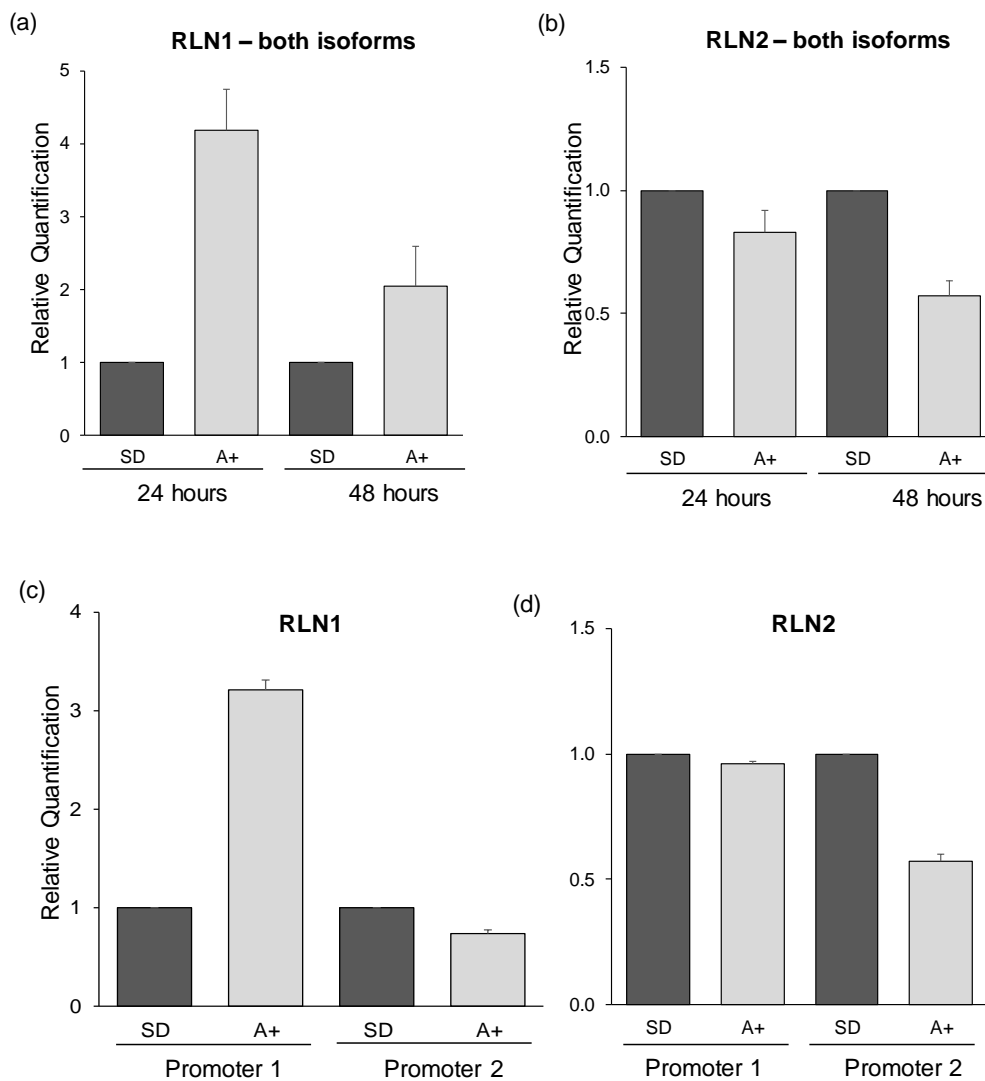 (a)
RLN1 – both isoforms
Relative Quantification
5
4
3
2
1
0
SD A+ SD A+
24 hours 48 hours
(b)
RLN2 – both isoforms
Relative Quantification
1.5
1.0
0.5
0.0
SD A+ SD A+
24 hours 48 hours
(c)
RLN1
Relative Quantification
4
3
2
1
0
SD A+ SD A+
Promoter 1 Promoter 2
(d)
RLN2
1.5
1.0
0.5
0.0
SD A+ SD A+
Promoter 1 Promoter 2